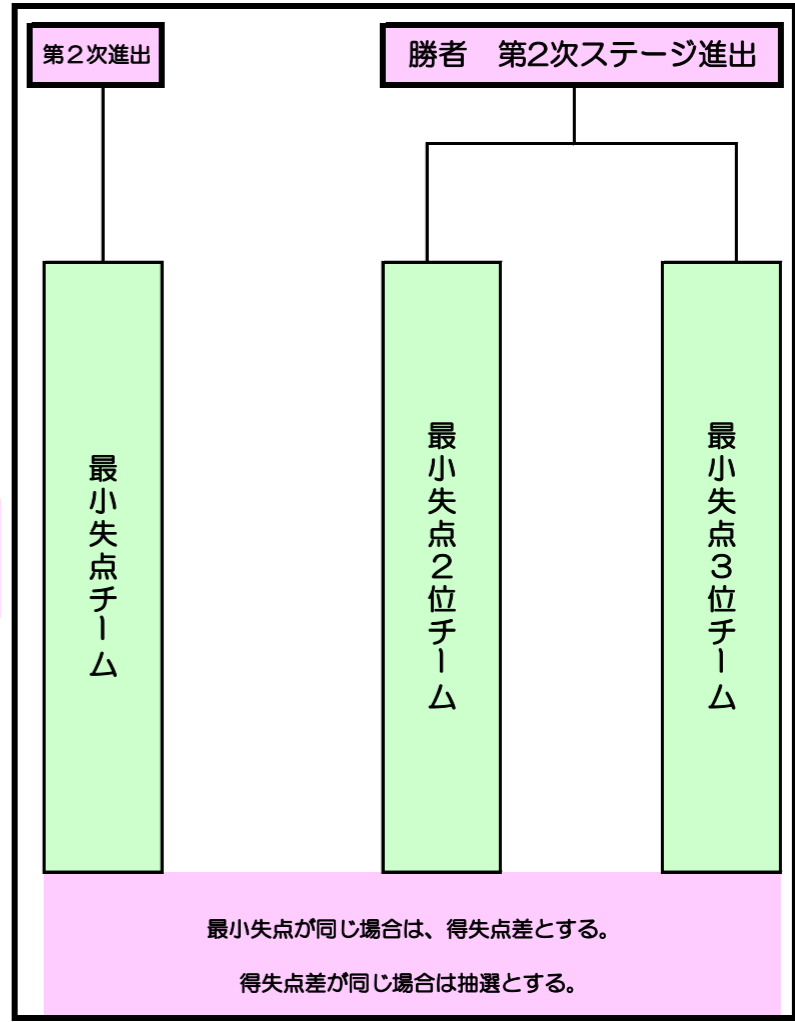 第２次進出
勝者　第2次ステージ進出
最小失点チーム
最小失点２位チーム
最小失点３位チーム
最小失点が同じ場合は、得失点差とする。
得失点差が同じ場合は抽選とする。